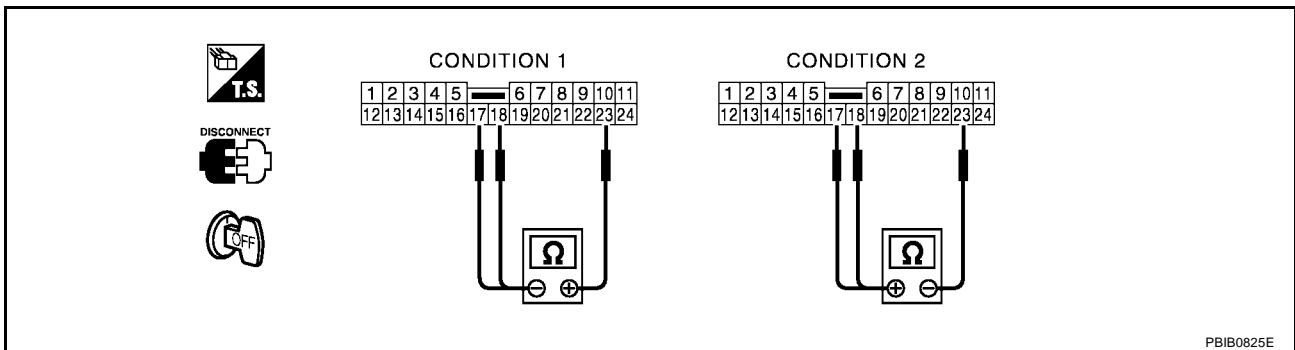 T.S.
DISCONNECT
OFF
CONDITION 1
1 2 3 4 5 6 7 8 9 10 11
12 13 14 15 16 17 18 19 20 21 22 23 24
Ω
− +
CONDITION 2
1 2 3 4 5 6 7 8 9 10 11
12 13 14 15 16 17 18 19 20 21 22 23 24
Ω
+ −
PBIB0825E